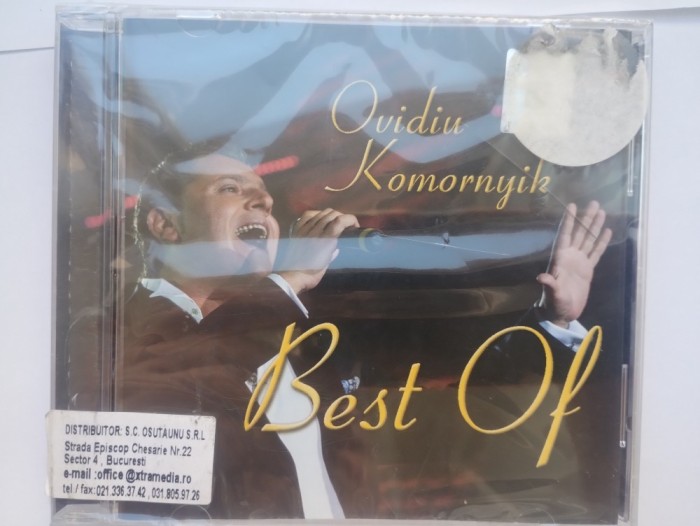 Ovidiu
Komornyik
Best Of
DISTRIBUITOR: S.C. OSUTAUNU S.R.L
Strada Episcop Chesarie Nr.22
Sector 4 , Bucuresti
e-mail :office @xtramedia.ro
tel / fax:021.336.37.42 , 031.805.97.26